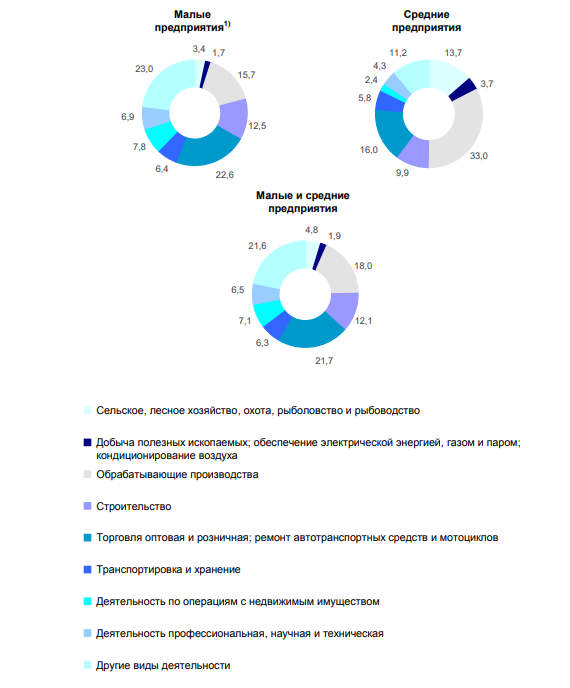 Малые
предприятия1)
3,4
1,7
15,7
12,5
22,6
6,4
7,8
6,9
23,0
Средние
предприятия
13,7
3,7
33,0
9,9
16,0
5,8
2,4
4,3
11,2
Малые и средние
предприятия
4,8
1,9
18,0
12,1
21,7
6,3
7,1
6,5
21,6
Сельское, лесное хозяйство, охота, рыболовство и рыбоводство
Добыча полезных ископаемых; обеспечение электрической энергией, газом и паром;
кондиционирование воздуха
Обрабатывающие производства
Строительство
Торговля оптовая и розничная; ремонт автотранспортных средств и мотоциклов
Транспортировка и хранение
Деятельность по операциям с недвижимым имуществом
Деятельность профессиональная, научная и техническая
Другие виды деятельности